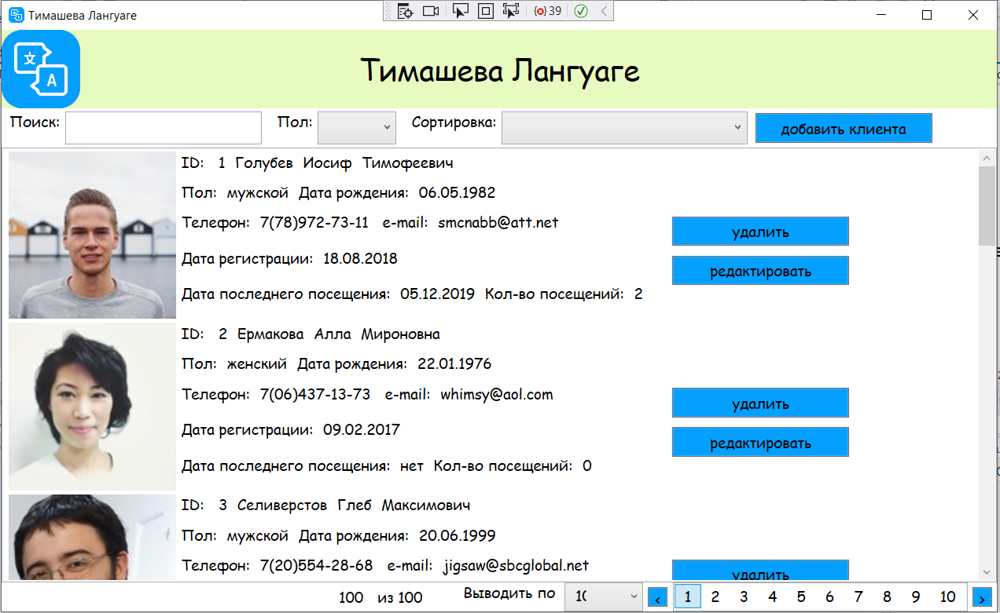 Тимашева Лангуаге
39
文
A
Тимашева Лангуаге
Поиск: Пол: Сортировка: добавить клиента
ID: 1 Голубев Иосиф Тимофеевич
Пол: мужской Дата рождения: 06.05.1982
Телефон: 7(78)972-73-11 e-mail: smcnabb@att.net
удалить
Дата регистрации: 18.08.2018
редактировать
Дата последнего посещения: 05.12.2019 Кол-во посещений: 2
ID: 2 Ермакова Алла Мироновна
Пол: женский Дата рождения: 22.01.1976
Телефон: 7(06)437-13-73 e-mail: whimsy@aol.com
удалить
Дата регистрации: 09.02.2017
редактировать
Дата последнего посещения: нет Кол-во посещений: 0
ID: 3 Селиверстов Глеб Максимович
Пол: мужской Дата рождения: 20.06.1999
Телефон: 7(20)554-28-68 e-mail: jigsaw@sbcglobal.net
удалить
100 из 100 Выводить по < 1 2 3 4 5 6 7 8 9 10 >